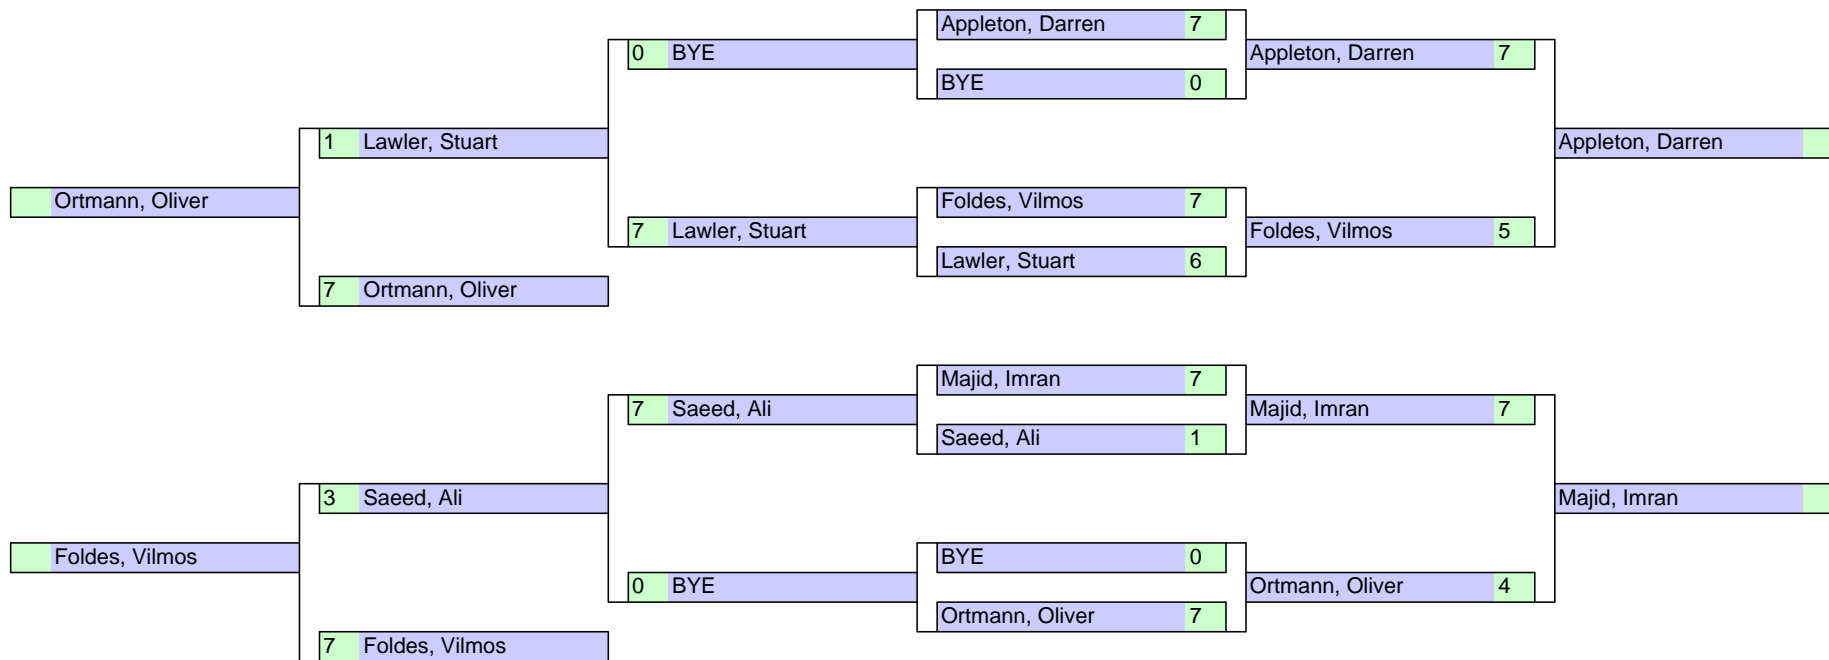 Appleton, Darren 7
0 BYE Appleton, Darren 7
BYE 0
1 Lawler, Stuart Appleton, Darren
Ortmann, Oliver Foldes, Vilmos 7
7 Lawler, Stuart Foldes, Vilmos 5
Lawler, Stuart 6
7 Ortmann, Oliver
Majid, Imran 7
7 Saeed, Ali Majid, Imran 7
Saeed, Ali 1
3 Saeed, Ali Majid, Imran
Foldes, Vilmos BYE 0
0 BYE Ortmann, Oliver 4
Ortmann, Oliver 7
7 Foldes, Vilmos